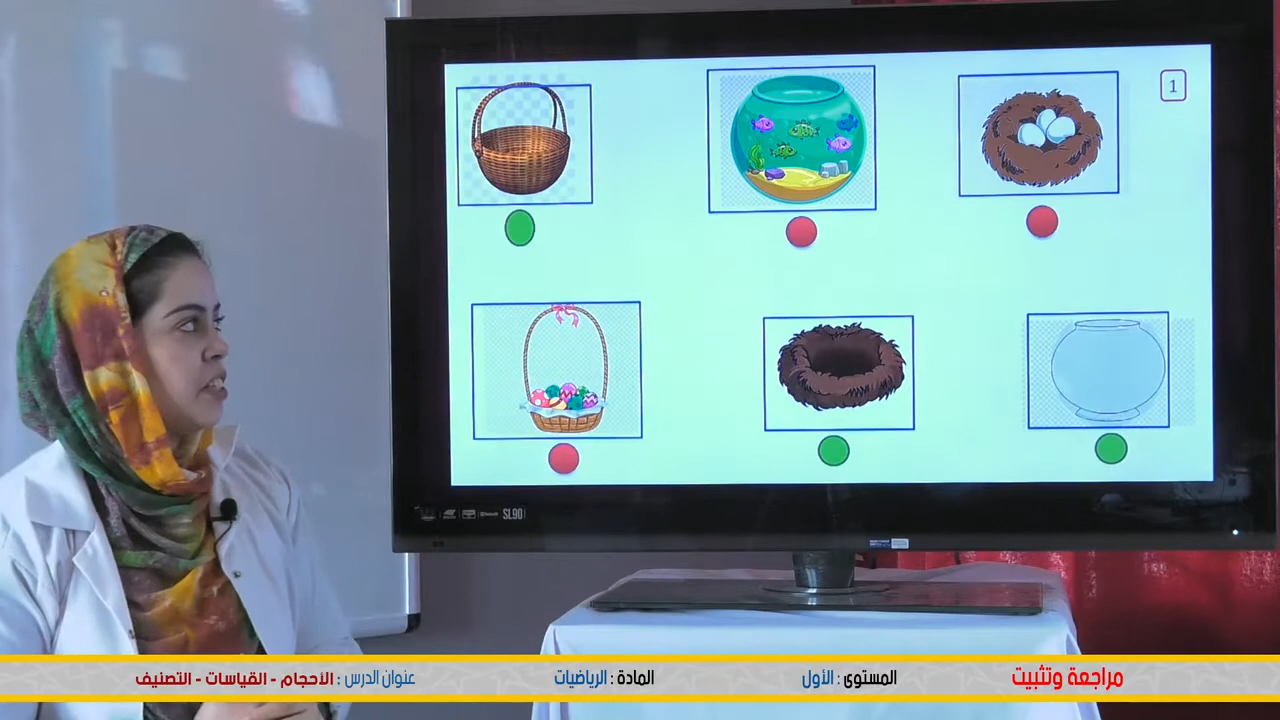 1
SL90
مراجعة وتثبيت
المستوى : الأول
المادة : الرياضيات
عنوان الدرس : الأحجام - القياسات - التصنيف